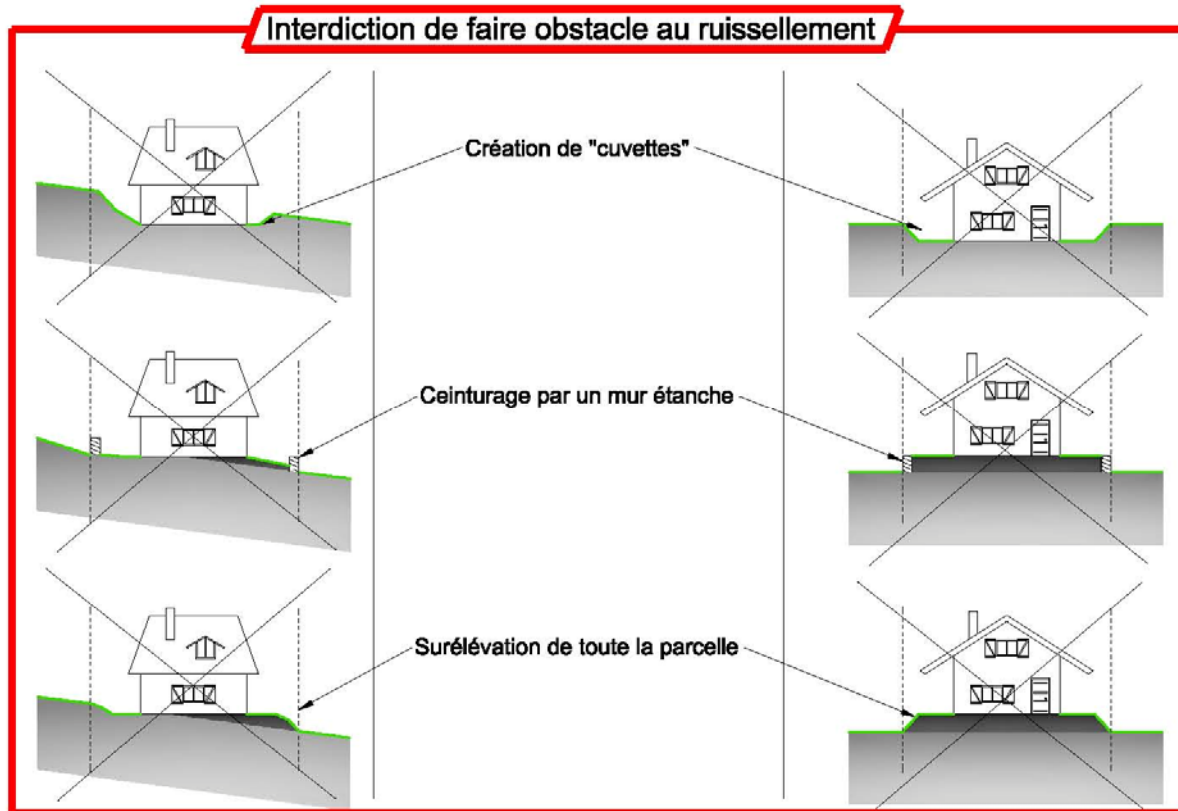 Interdiction de faire obstacle au ruissellement
Création de "cuvettes"
Ceinturage par un mur étanche
Surélévation de toute la parcelle